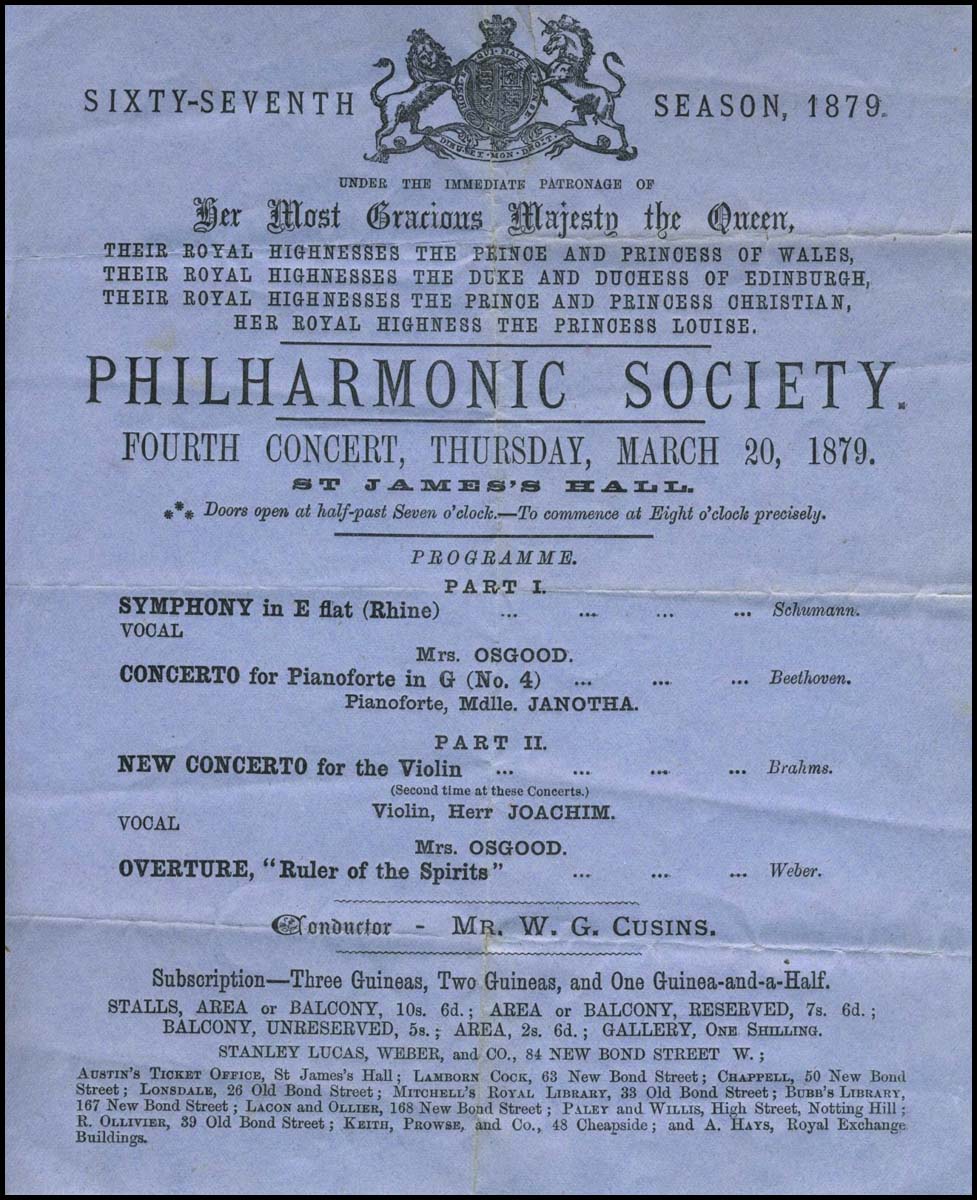 SIXTY-SEVENTH SEASON, 1879.
DIEU·ET·MON·DROIT.
UNDER THE IMMEDIATE PATRONAGE OF
Her Most Gracious Majesty the Queen,
THEIR ROYAL HIGHNESSES THE PRINCE AND PRINCESS OF WALES,
THEIR ROYAL HIGHNESSES THE DUKE AND DUCHESS OF EDINBURGH,
THEIR ROYAL HIGHNESSES THE PRINCE AND PRINCESS CHRISTIAN,
HER ROYAL HIGHNESS THE PRINCESS LOUISE.
PHILHARMONIC SOCIETY.
FOURTH CONCERT, THURSDAY, MARCH 20, 1879.
ST JAMES'S HALL.
*** Doors open at half-past Seven o'clock.—To commence at Eight o'clock precisely.
PROGRAMME.
PART I.
SYMPHONY in E flat (Rhine) ... ... ... ... Schumann.
VOCAL
Mrs. OSGOOD.
CONCERTO for Pianoforte in G (No. 4) ... ... ... Beethoven.
Pianoforte, Mdlle. JANOTHA.
PART II.
NEW CONCERTO for the Violin ... ... ... ... Brahms.
(Second time at these Concerts.)
Violin, Herr JOACHIM.
VOCAL
Mrs. OSGOOD.
OVERTURE, "Ruler of the Spirits" ... ... ... Weber.
Conductor - MR. W. G. CUSINS.
Subscription—Three Guineas, Two Guineas, and One Guinea-and-a-Half.
STALLS, AREA or BALCONY, 10s. 6d.; AREA or BALCONY, RESERVED, 7s. 6d.;
BALCONY, UNRESERVED, 5s.; AREA, 2s. 6d.; GALLERY, ONE SHILLING.
STANLEY LUCAS, WEBER, and CO., 84 NEW BOND STREET W.;
AUSTIN'S TICKET OFFICE, St James's Hall; LAMBORN COCK, 63 New Bond Street; CHAPPELL, 50 New Bond
Street; LONSDALE, 26 Old Bond Street; MITCHELL'S ROYAL LIBRARY, 33 Old Bond Street; BUBB'S LIBRARY,
167 New Bond Street; LACON and OLLIER, 168 New Bond Street; PALEY and WILLIS, High Street, Notting Hill;
R. OLLIVIER, 39 Old Bond Street; KEITH, PROWSE, and Co., 48 Cheapside; and A. HAYS, Royal Exchange
Buildings.